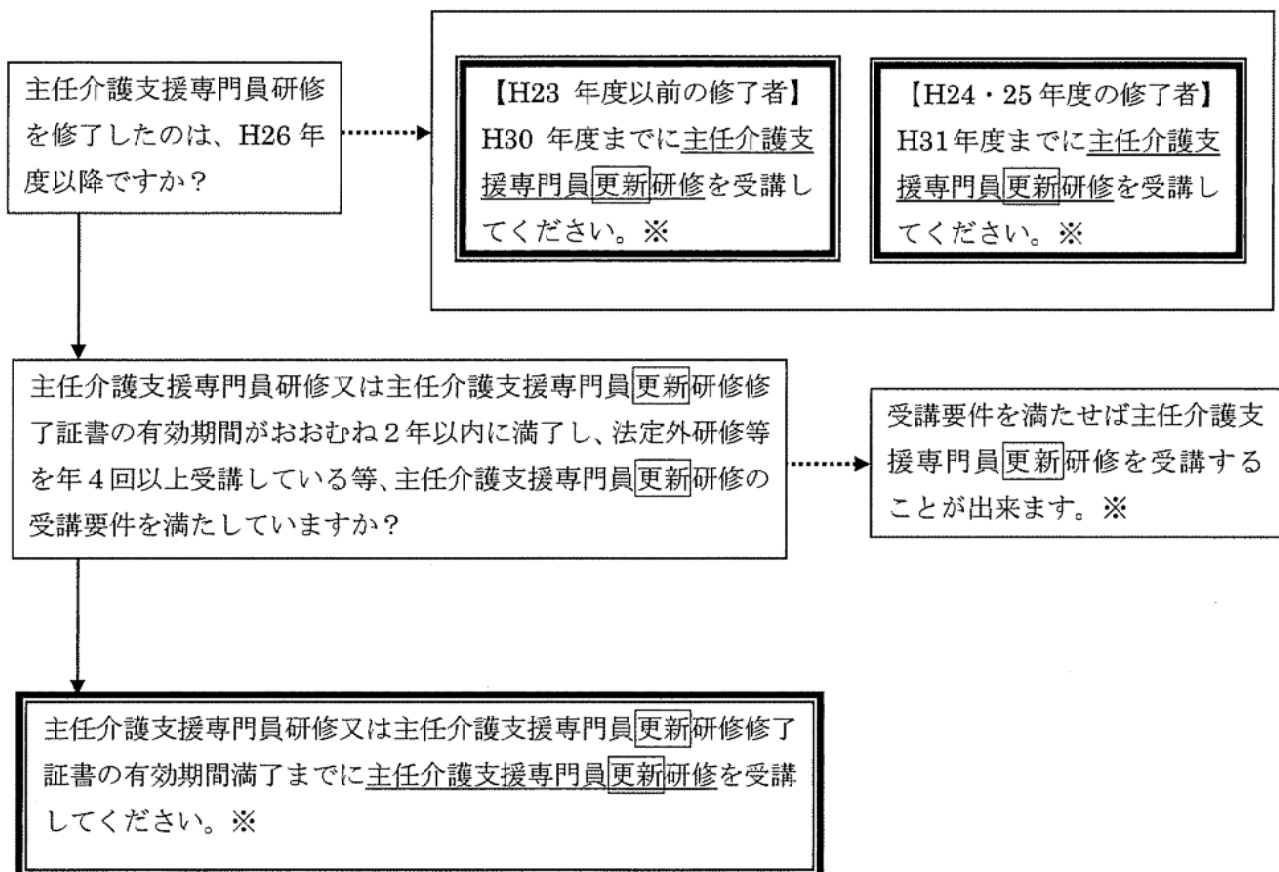 主任介護支援専門員研修
を修了したのは、H26 年
度以降ですか？
【H23 年度以前の修了者】
H30 年度までに主任介護支
援専門員更新研修を受講し
てください。※
【H24・25 年度の修了者】
H31年度までに主任介護支
援専門員更新研修を受講し
てください。※
主任介護支援専門員研修又は主任介護支援専門員更新研修修
了証書の有効期間がおおむね２年以内に満了し、法定外研修等
を年４回以上受講している等、主任介護支援専門員更新研修の
受講要件を満たしていますか？
受講要件を満たせば主任介護支
援専門員更新研修を受講する
ことが出来ます。※
主任介護支援専門員研修又は主任介護支援専門員更新研修修了
証書の有効期間満了までに主任介護支援専門員更新研修を受講
してください。※